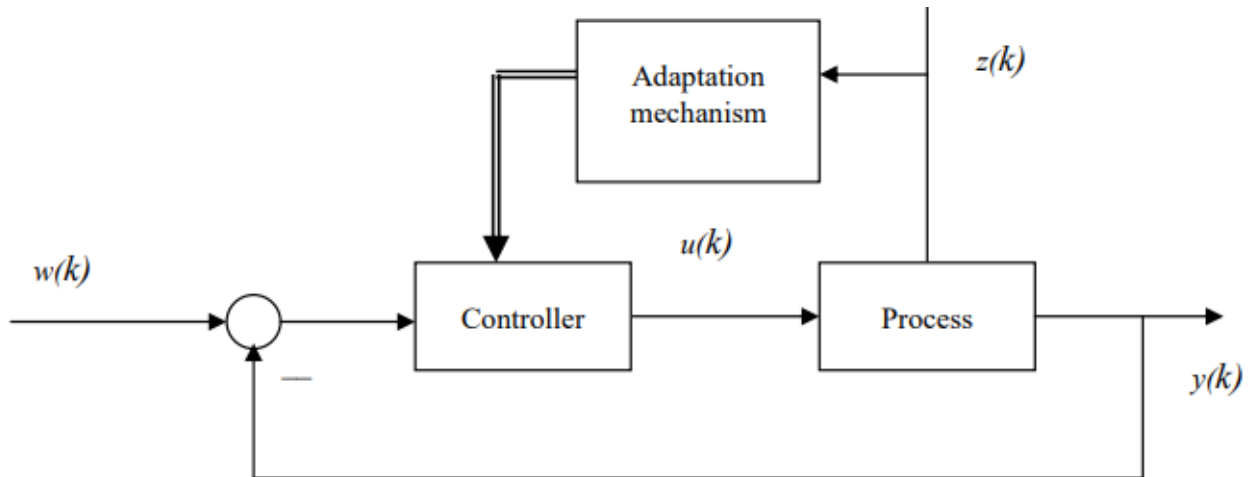 Adaptation
mechanism
z(k)
u(k)
w(k)
Controller
Process
—
y(k)